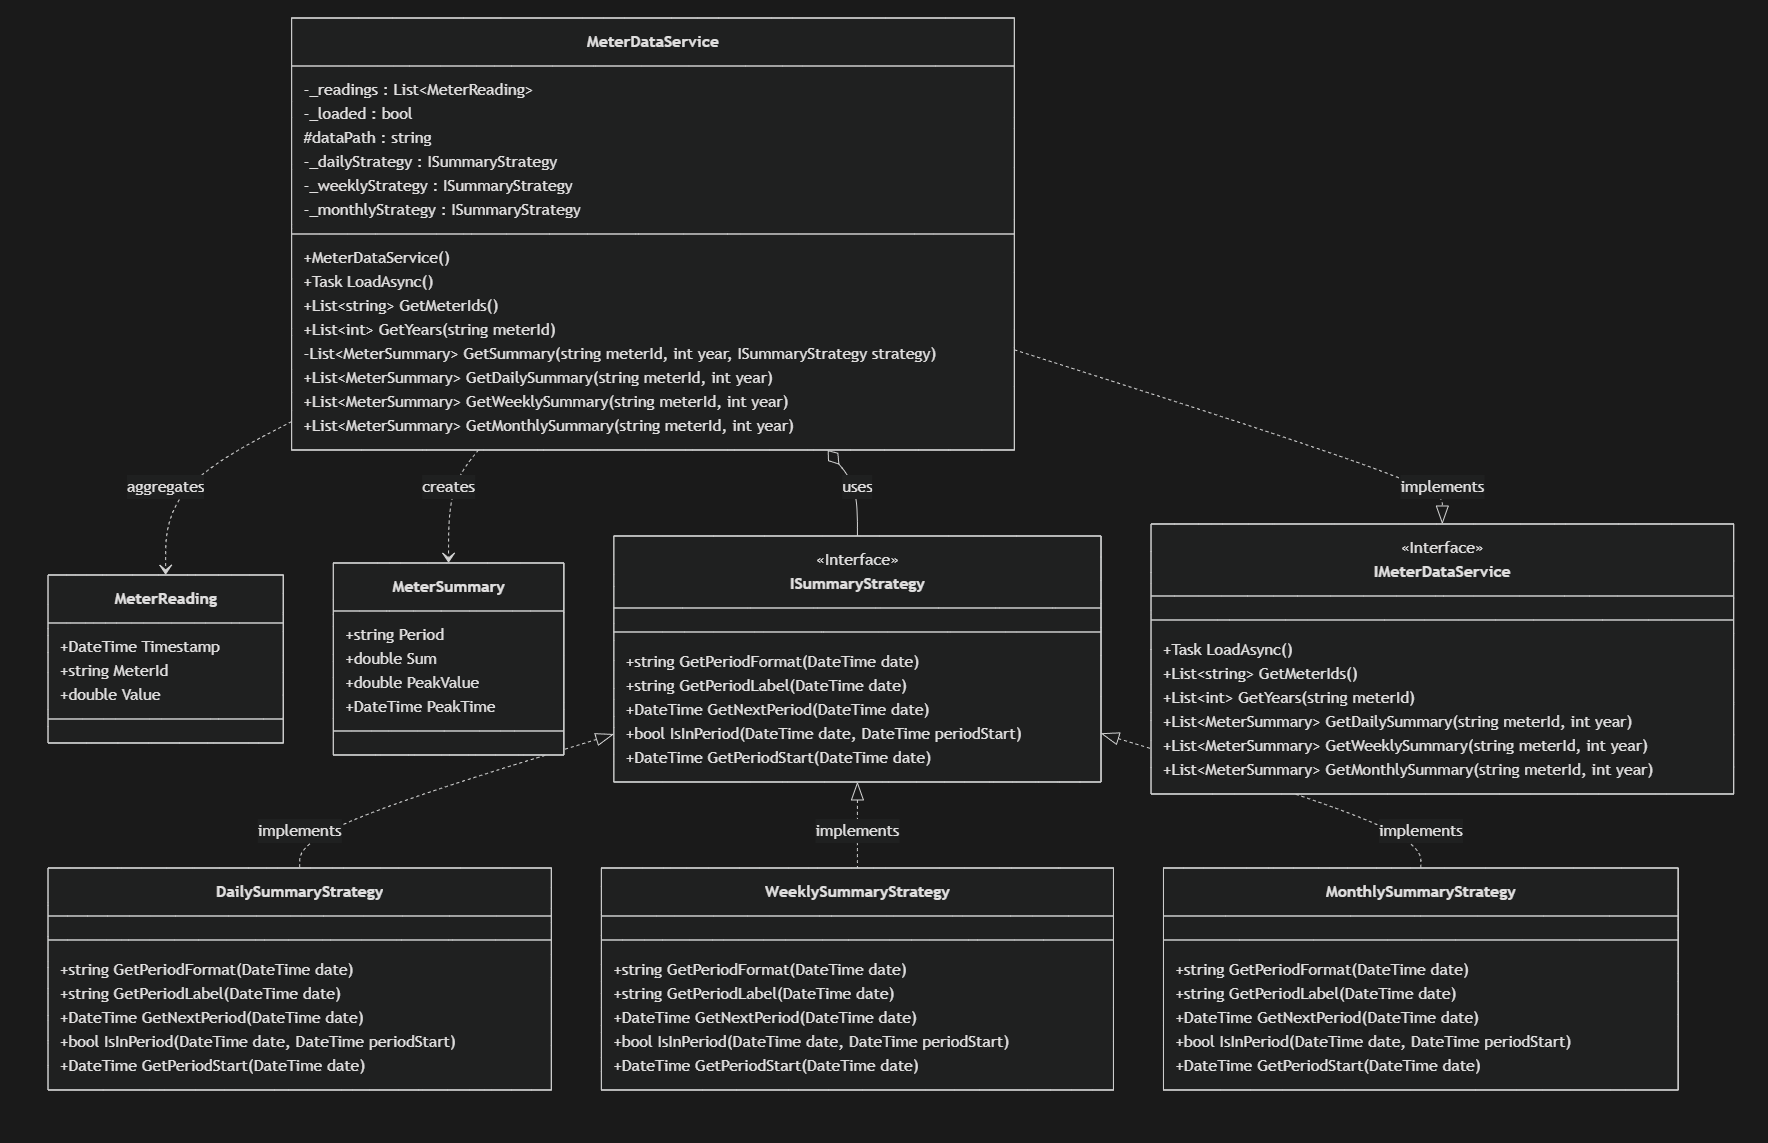 MeterDataService
-_readings : List<MeterReading>
-_loaded : bool
#dataPath : string
-_dailyStrategy : ISummaryStrategy
-_weeklyStrategy : ISummaryStrategy
-_monthlyStrategy : ISummaryStrategy
+MeterDataService()
+Task LoadAsync()
+List<string> GetMeterIds()
+List<int> GetYears(string meterId)
-List<MeterSummary> GetSummary(string meterId, int year, ISummaryStrategy strategy)
+List<MeterSummary> GetDailySummary(string meterId, int year)
+List<MeterSummary> GetWeeklySummary(string meterId, int year)
+List<MeterSummary> GetMonthlySummary(string meterId, int year)
aggregates
creates
uses
implements
MeterReading
+DateTime Timestamp
+string MeterId
+double Value
MeterSummary
+string Period
+double Sum
+double PeakValue
+DateTime PeakTime
«Interface»
ISummaryStrategy
+string GetPeriodFormat(DateTime date)
+string GetPeriodLabel(DateTime date)
+DateTime GetNextPeriod(DateTime date)
+bool IsInPeriod(DateTime date, DateTime periodStart)
+DateTime GetPeriodStart(DateTime date)
«Interface»
IMeterDataService
+Task LoadAsync()
+List<string> GetMeterIds()
+List<int> GetYears(string meterId)
+List<MeterSummary> GetDailySummary(string meterId, int year)
+List<MeterSummary> GetWeeklySummary(string meterId, int year)
+List<MeterSummary> GetMonthlySummary(string meterId, int year)
implements
implements
implements
DailySummaryStrategy
+string GetPeriodFormat(DateTime date)
+string GetPeriodLabel(DateTime date)
+DateTime GetNextPeriod(DateTime date)
+bool IsInPeriod(DateTime date, DateTime periodStart)
+DateTime GetPeriodStart(DateTime date)
WeeklySummaryStrategy
+string GetPeriodFormat(DateTime date)
+string GetPeriodLabel(DateTime date)
+DateTime GetNextPeriod(DateTime date)
+bool IsInPeriod(DateTime date, DateTime periodStart)
+DateTime GetPeriodStart(DateTime date)
MonthlySummaryStrategy
+string GetPeriodFormat(DateTime date)
+string GetPeriodLabel(DateTime date)
+DateTime GetNextPeriod(DateTime date)
+bool IsInPeriod(DateTime date, DateTime periodStart)
+DateTime GetPeriodStart(DateTime date)